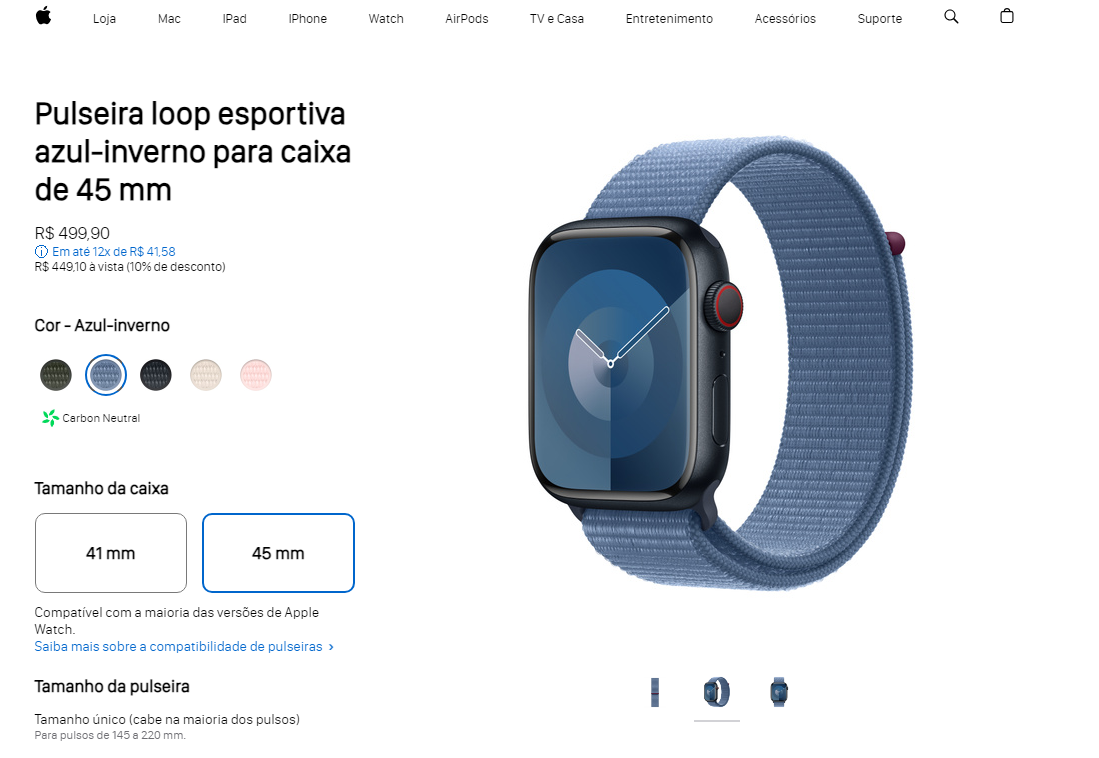 Loja Mac IPad IPhone Watch AirPods TV e Casa Entretenimento Acessórios Suporte
Pulseira loop esportiva
azul-inverno para caixa
de 45 mm
R$ 499,90
Em até 12x de R$ 41,58
R$ 449,10 à vista (10% de desconto)
Cor - Azul-inverno
Carbon Neutral
Tamanho da caixa
41 mm 45 mm
Compatível com a maioria das versões de Apple
Watch.
Saiba mais sobre a compatibilidade de pulseiras ›
Tamanho da pulseira
Tamanho único (cabe na maioria dos pulsos)
Para pulsos de 145 a 220 mm.